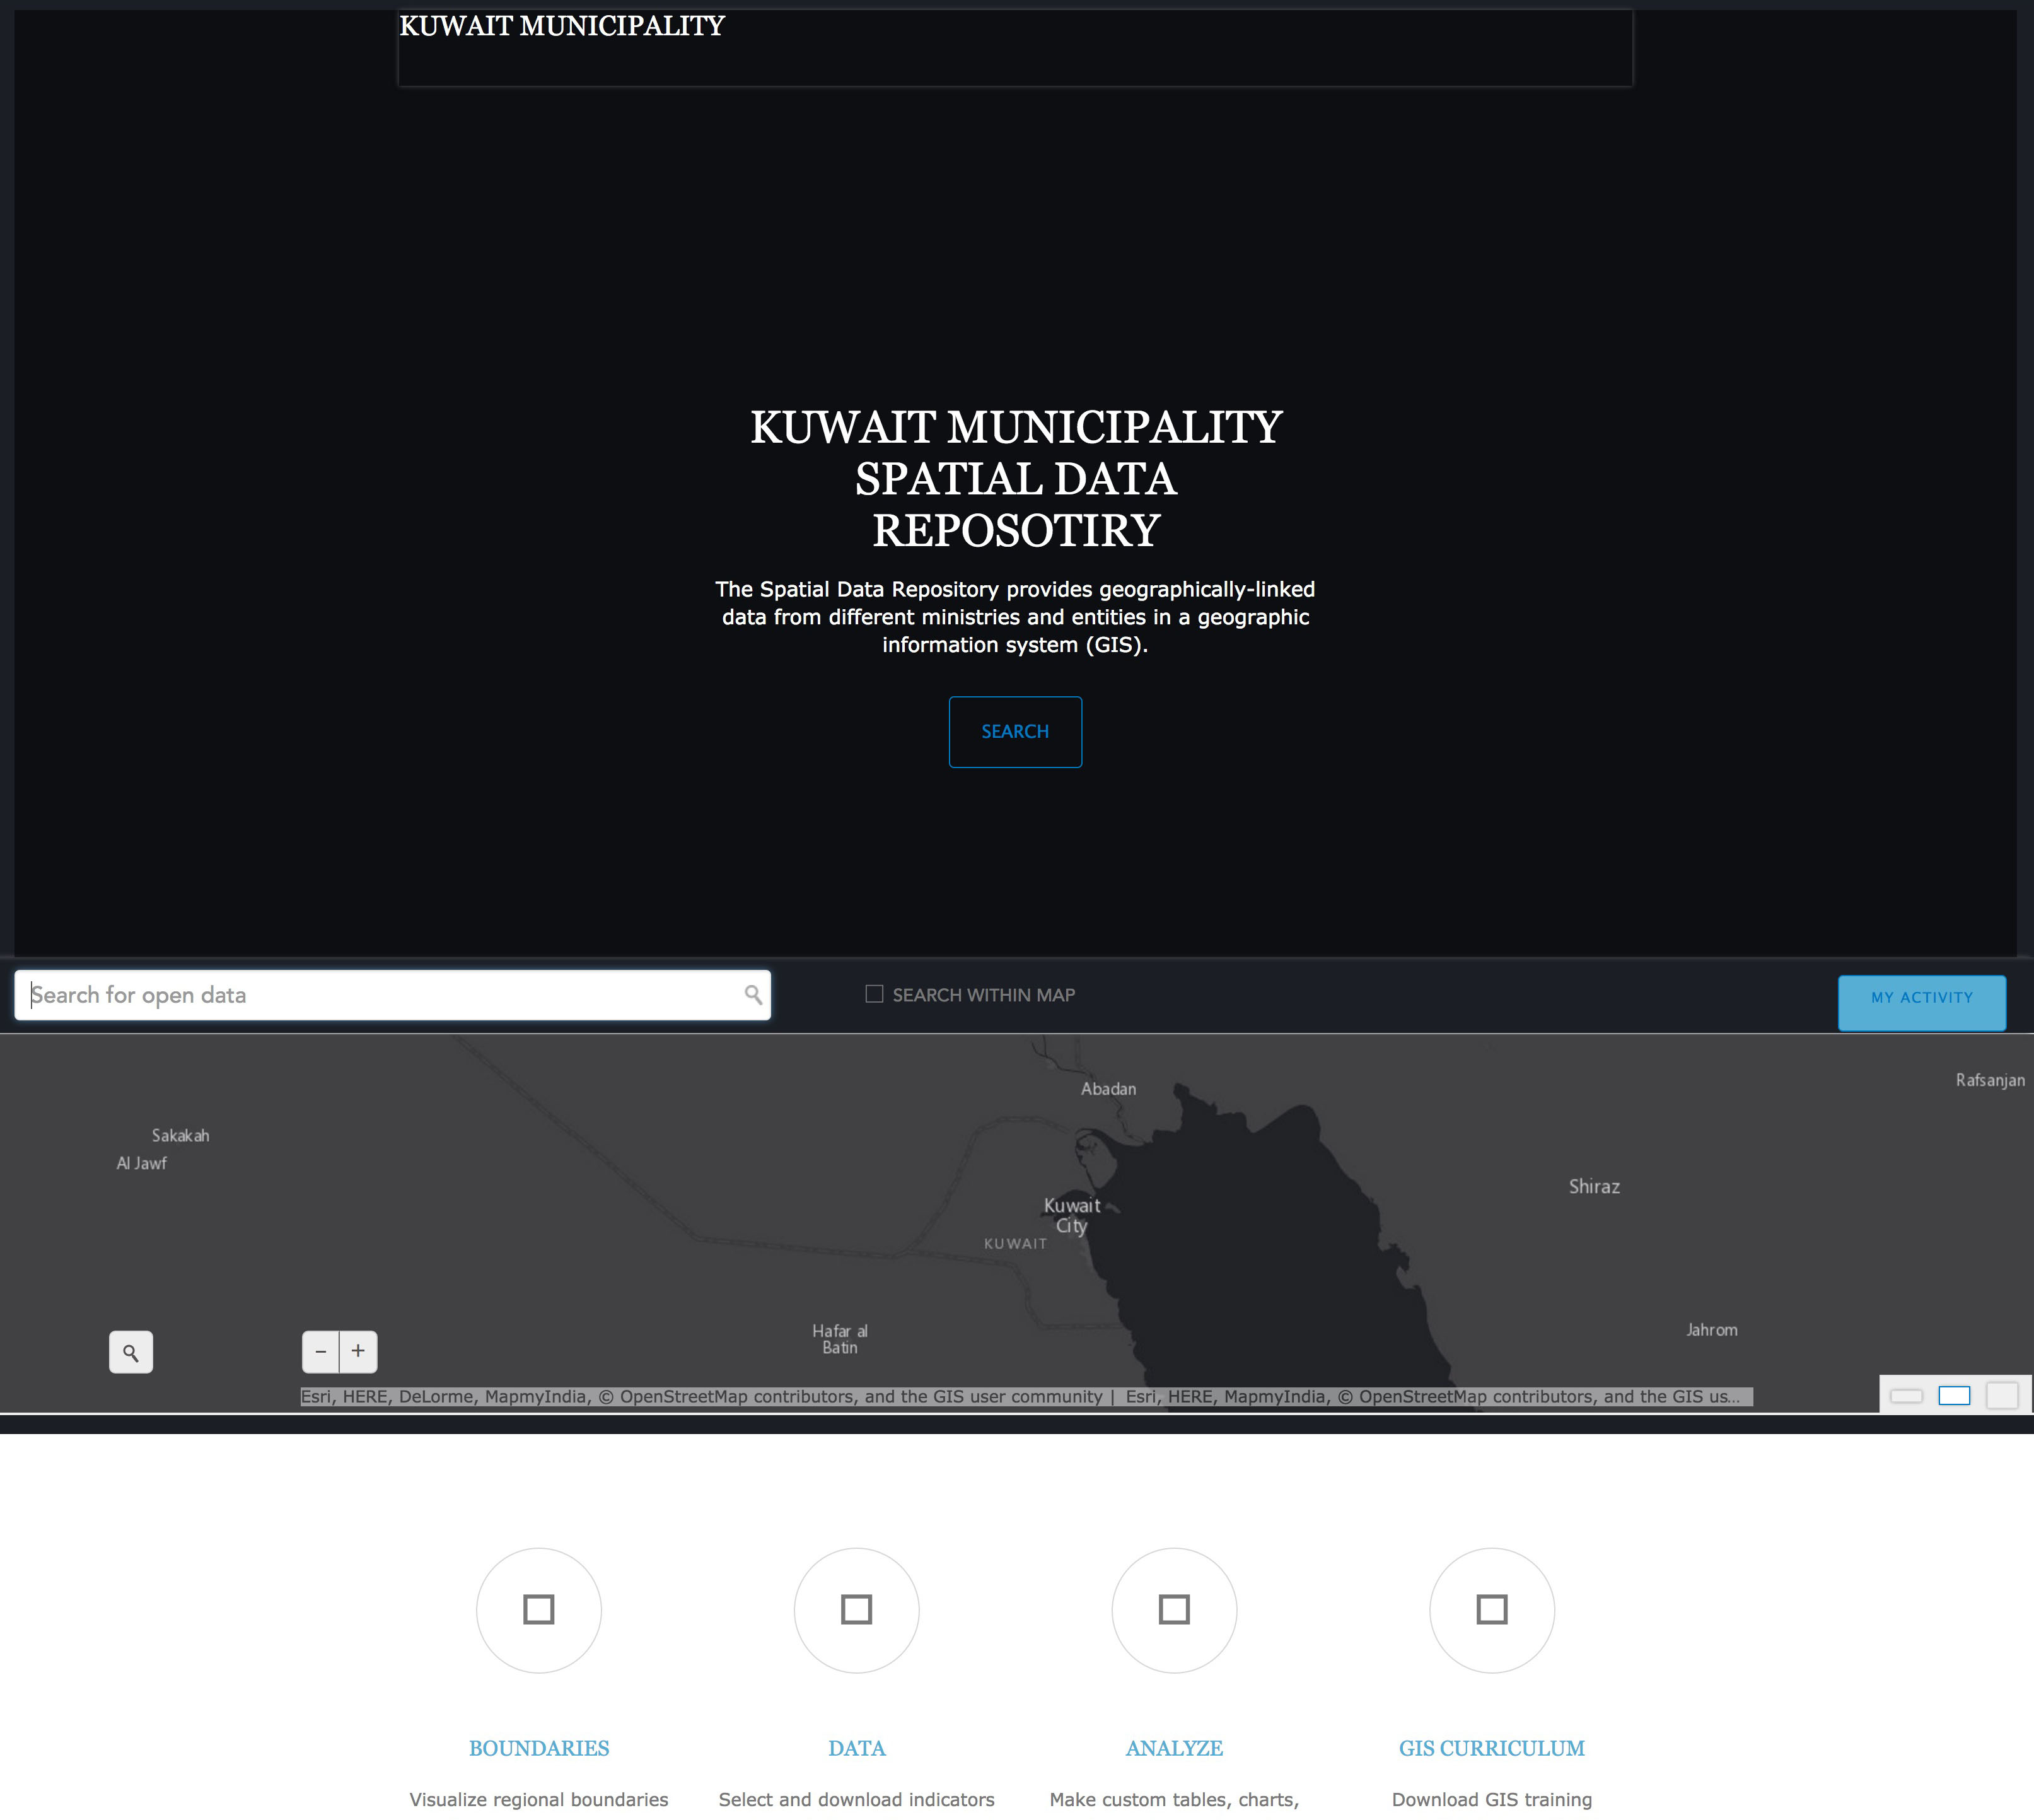 KUWAIT MUNICIPALITY
KUWAIT MUNICIPALITY
SPATIAL DATA
REPOSOTIRY
The Spatial Data Repository provides geographically-linked
data from different ministries and entities in a geographic
information system (GIS).
SEARCH
Search for open data
SEARCH WITHIN MAP
MY ACTIVITY
Abadan
Rafsanjan
Sakakah
Al Jawf
Shiraz
Kuwait
City
KUWAIT
Hafar al
Batin
Jahrom
− +
Esri, HERE, DeLorme, MapmyIndia, © OpenStreetMap contributors, and the GIS user community | Esri, HERE, MapmyIndia, © OpenStreetMap contributors, and the GIS us...
BOUNDARIES
DATA
ANALYZE
GIS CURRICULUM
Visualize regional boundaries
Select and download indicators
Make custom tables, charts,
Download GIS training